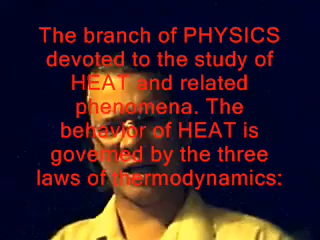 The branch of PHYSICS
devoted to the study of
HEAT and related
phenomena. The
behavior of HEAT is
governed by the three
laws of thermodynamics: